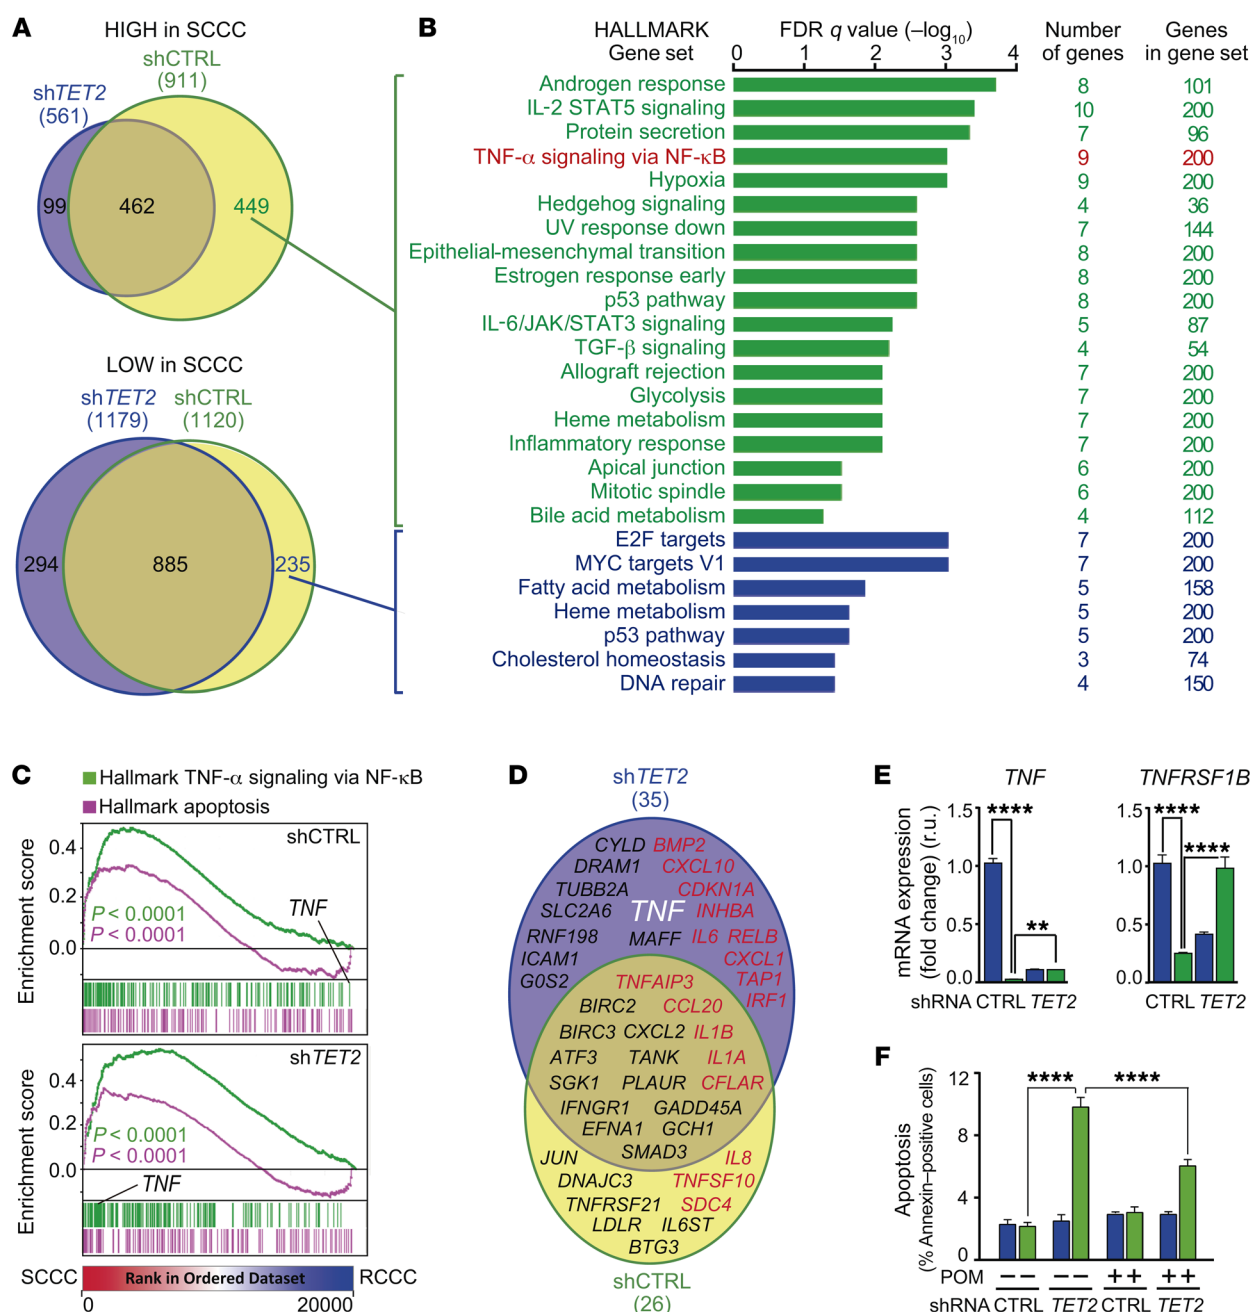 A
HIGH in SCCC
shCTRL
(911)
shTET2
(561)
99
462
449
LOW in SCCC
shTET2
(1179)
shCTRL
(1120)
294
885
235
B
HALLMARK
Gene set
FDR q value (–log10)
0 1 2 3 4
Number
of genes
Genes
in gene set
Androgen response 8 101
IL-2 STAT5 signaling 10 200
Protein secretion 7 96
TNF-α signaling via NF-κB 9 200
Hypoxia 9 200
Hedgehog signaling 4 36
UV response down 7 144
Epithelial-mesenchymal transition 8 200
Estrogen response early 8 200
p53 pathway 8 200
IL-6/JAK/STAT3 signaling 5 87
TGF-β signaling 4 54
Allograft rejection 7 200
Glycolysis 7 200
Heme metabolism 7 200
Inflammatory response 7 200
Apical junction 6 200
Mitotic spindle 6 200
Bile acid metabolism 4 112
E2F targets 7 200
MYC targets V1 7 200
Fatty acid metabolism 5 158
Heme metabolism 5 200
p53 pathway 5 200
Cholesterol homeostasis 3 74
DNA repair 4 150
C
Hallmark TNF-α signaling via NF-κB
Hallmark apoptosis
Enrichment score
0.4
0.2
0.0
shCTRL
P < 0.0001
P < 0.0001
TNF
Enrichment score
0.4
0.2
0.0
shTET2
P < 0.0001
P < 0.0001
TNF
SCCC Rank in Ordered Dataset RCCC
0 20000
D
shTET2
(35)
CYLD BMP2
DRAM1 CXCL10
TUBB2A CDKN1A
SLC2A6 TNF INHBA
RNF198 MAFF IL6 RELB
ICAM1 CXCL1
G0S2 TAP1
TNFAIP3 IRF1
BIRC2 CCL20
BIRC3 CXCL2 IL1B
ATF3 TANK IL1A
SGK1 PLAUR CFLAR
IFNGR1 GADD45A
EFNA1 GCH1
SMAD3
JUN IL8
DNAJC3 TNFSF10
TNFRSF21 SDC4
LDLR IL6ST
BTG3
shCTRL
(26)
E
TNF
mRNA expression
(fold change) (r.u.)
1.5
1.0
0.5
0.0
****
**
shRNA CTRL TET2
TNFRSF1B
1.5
1.0
0.5
0.0
****
****
CTRL TET2
F
Apoptosis
(% Annexin–positive cells)
12
8
4
0
****
****
POM – – – – + + + +
shRNA CTRL TET2 CTRL TET2